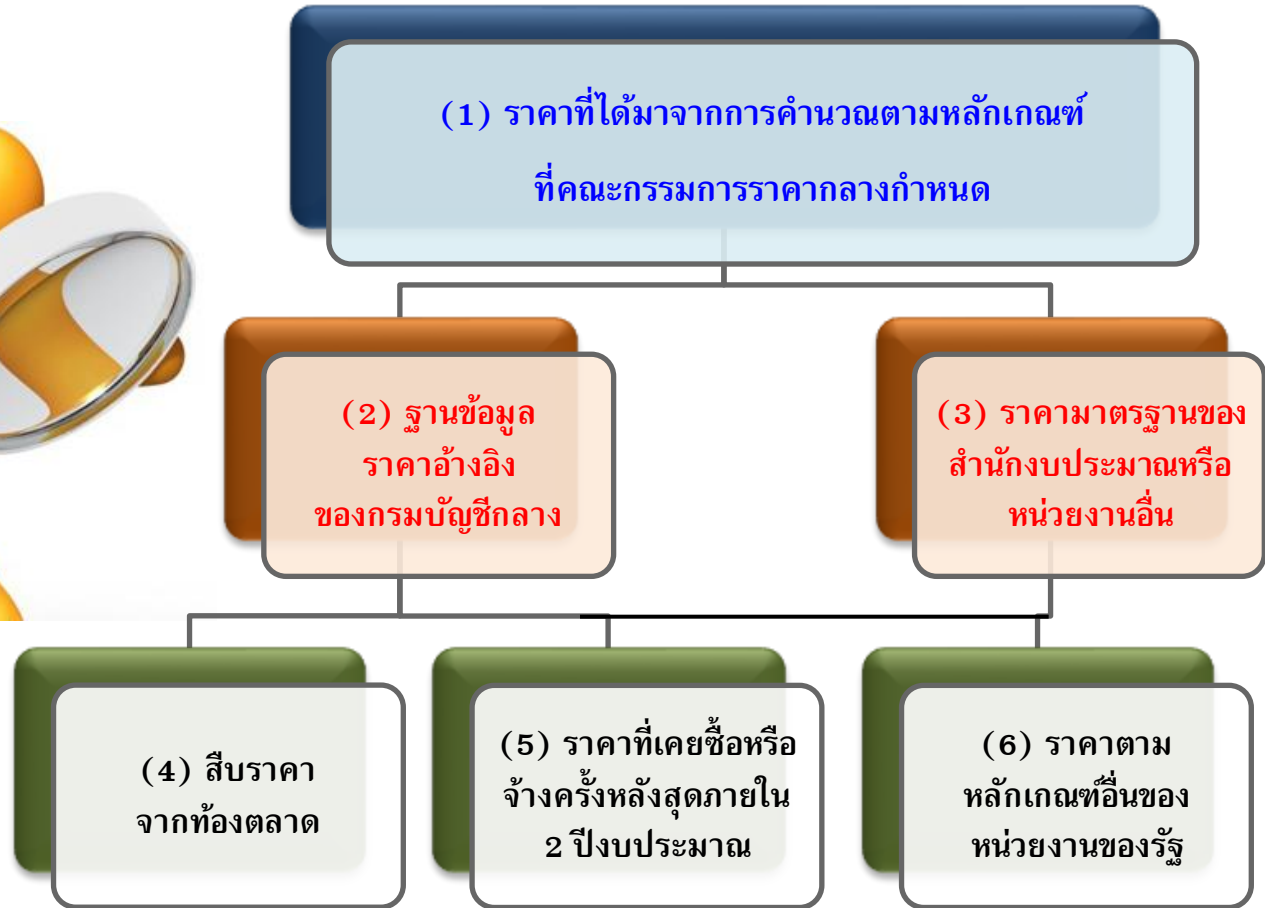 (1) ราคาที่ได้มาจากการคำนวณตามหลักเกณฑ์
ที่คณะกรรมการราคากลางกำหนด
(2) ฐานข้อมูล
ราคาอ้างอิง
ของกรมบัญชีกลาง
(3) ราคามาตรฐานของ
สำนักงบประมาณหรือ
หน่วยงานอื่น
(4) สืบราคา
จากท้องตลาด
(5) ราคาที่เคยซื้อหรือ
จ้างครั้งหลังสุดภายใน
2 ปีงบประมาณ
(6) ราคาตาม
หลักเกณฑ์อื่นของ
หน่วยงานของรัฐ